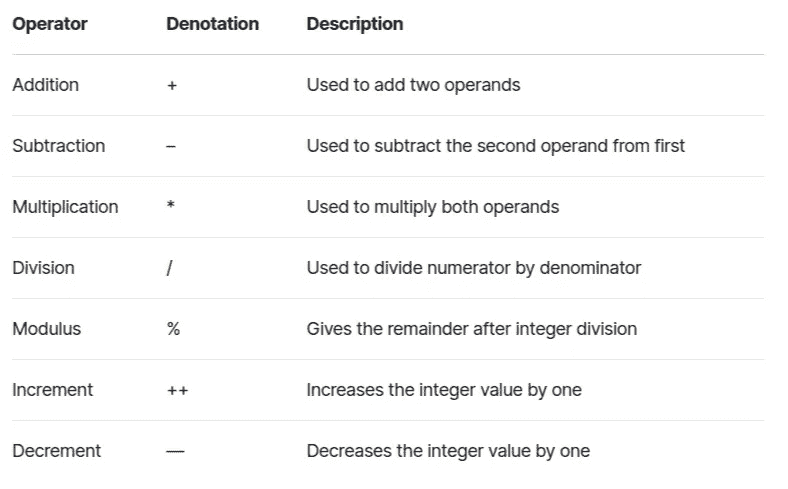 Operator Denotation Description
Addition + Used to add two operands
Subtraction – Used to subtract the second operand from first
Multiplication * Used to multiply both operands
Division / Used to divide numerator by denominator
Modulus % Gives the remainder after integer division
Increment ++ Increases the integer value by one
Decrement — Decreases the integer value by one